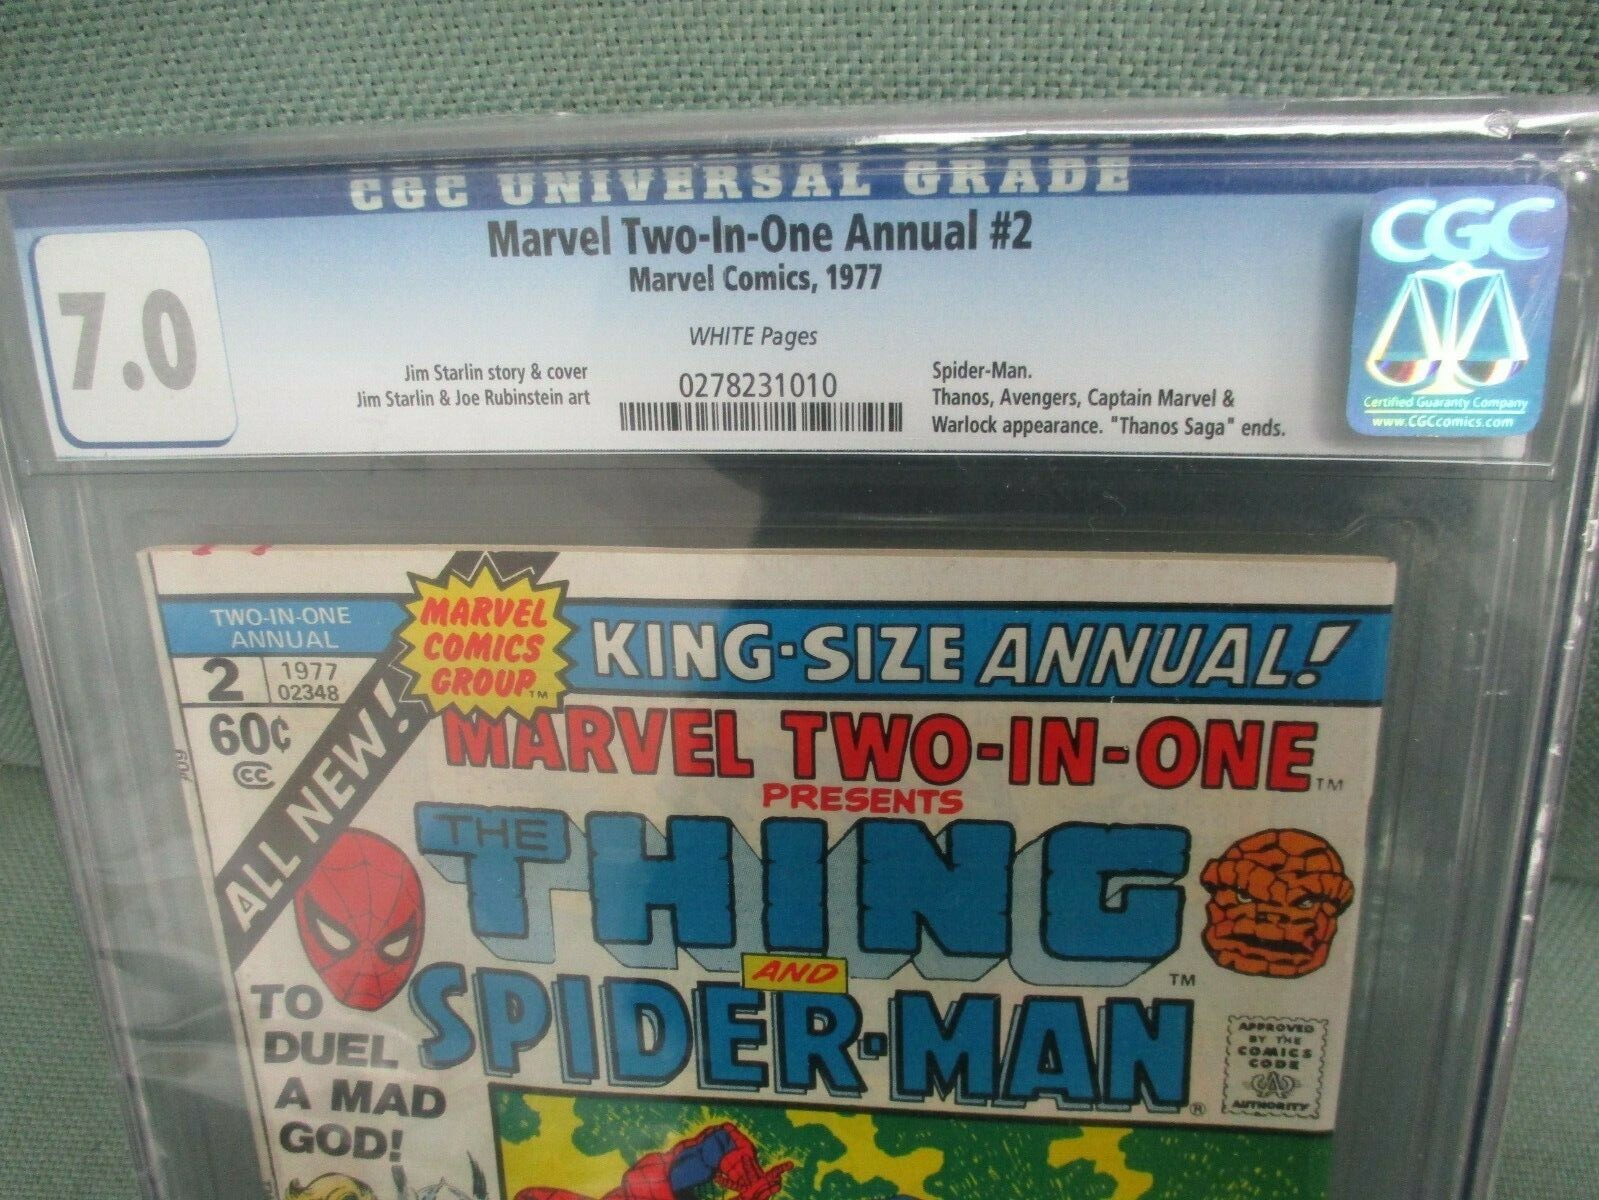 CGC UNIVERSAL GRADE
7.0
Marvel Two-In-One Annual #2
Marvel Comics, 1977
WHITE Pages
Jim Starlin story & cover
Jim Starlin & Joe Rubinstein art
0278231010
Spider-Man.
Thanos, Avengers, Captain Marvel &
Warlock appearance. "Thanos Saga" ends.
CGC
Certified Guaranty Company
www.CGCcomics.com
TWO-IN-ONE
ANNUAL
2
1977
02348
60¢
CC
ALL NEW!
MARVEL
COMICS
GROUP™
KING-SIZE ANNUAL!
MARVEL TWO-IN-ONE™
PRESENTS
THE
THING™
AND
SPIDER-MAN®
TO
DUEL
A MAD
GOD!
APPROVED
BY THE
COMICS
CODE
CA
AUTHORITY